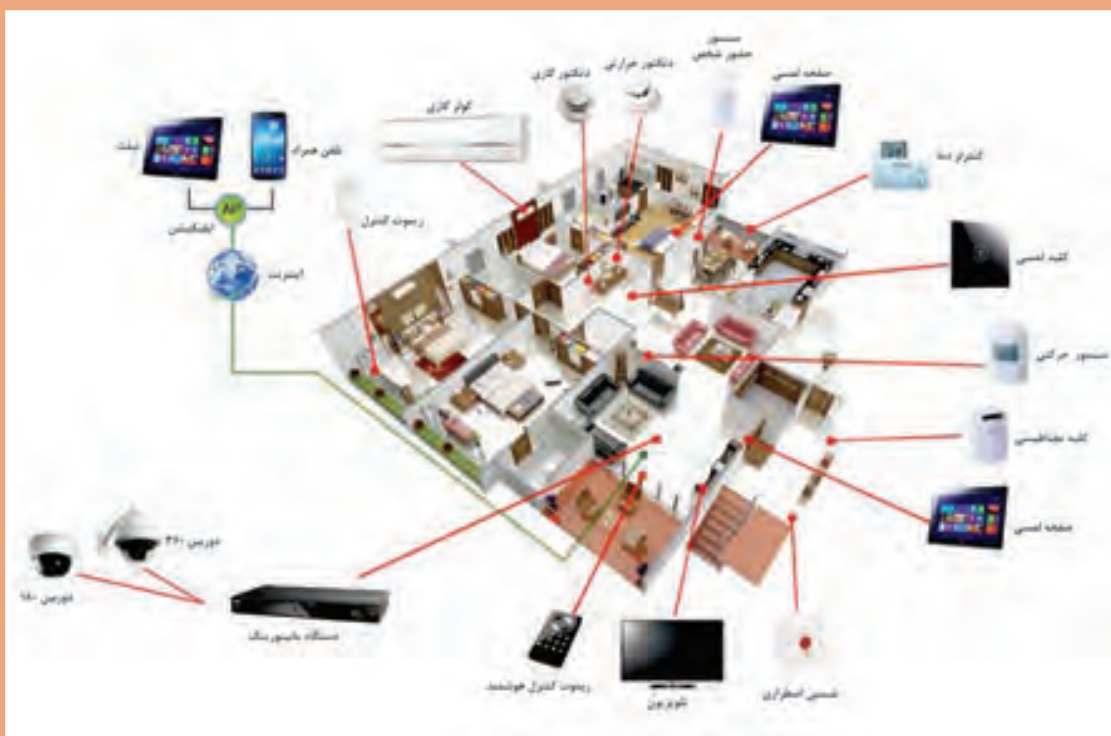 سنسور
حضور شخص
صفحه لمسی
دتکتور حرارتی
دتکتور گازی
کولر گازی
کنترلر دما
تبلت
تلفن همراه
اپلیکیشن
ریموت کنترل
اینترنت
کلید لمسی
سنسور حرکتی
کلید مغناطیسی
صفحه لمسی
دوربین ۳۶۰
دوربین ۱۸۰
دستگاه مانیتورینگ
ریموت کنترل هوشمند
تلویزیون
شستی اضطراری